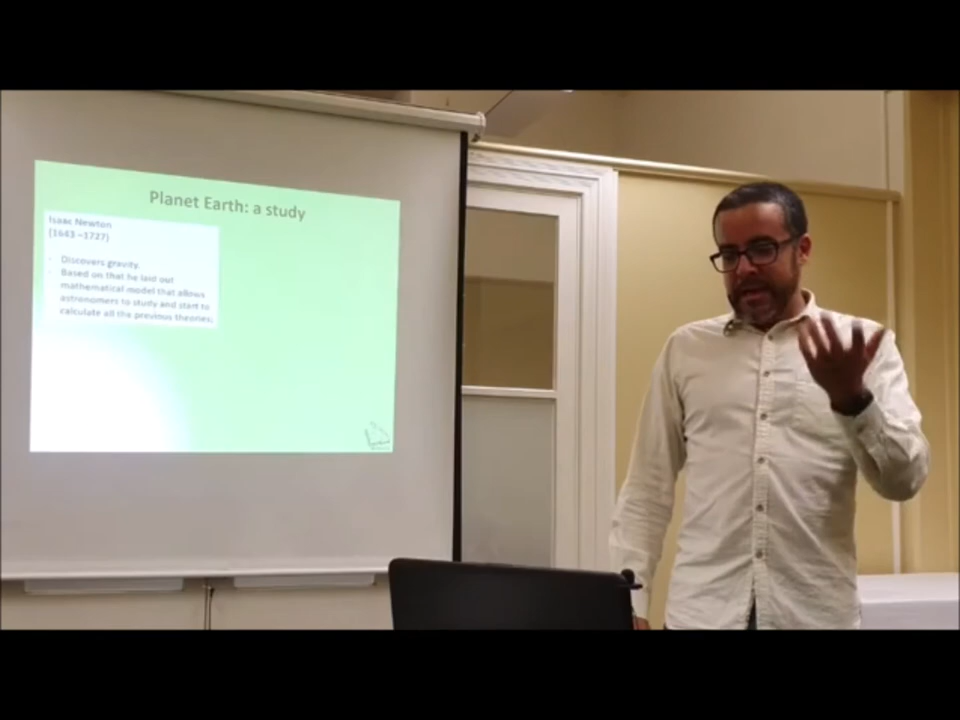 Planet Earth: a study
Isaac Newton
(1643 –1727)
- Discovers gravity.
- Based on that he laid out
mathematical model that allows
astronomers to study and start to
calculate all the previous theories;